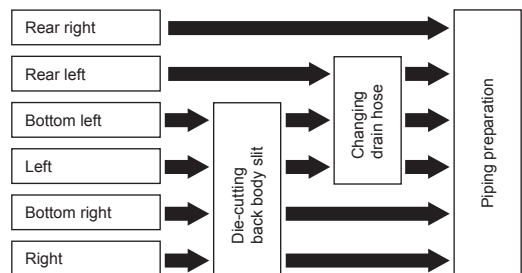 Rear right
Rear left
Bottom left
Left
Bottom right
Right
Die-cutting
back body slit
Changing
drain hose
Piping preparation